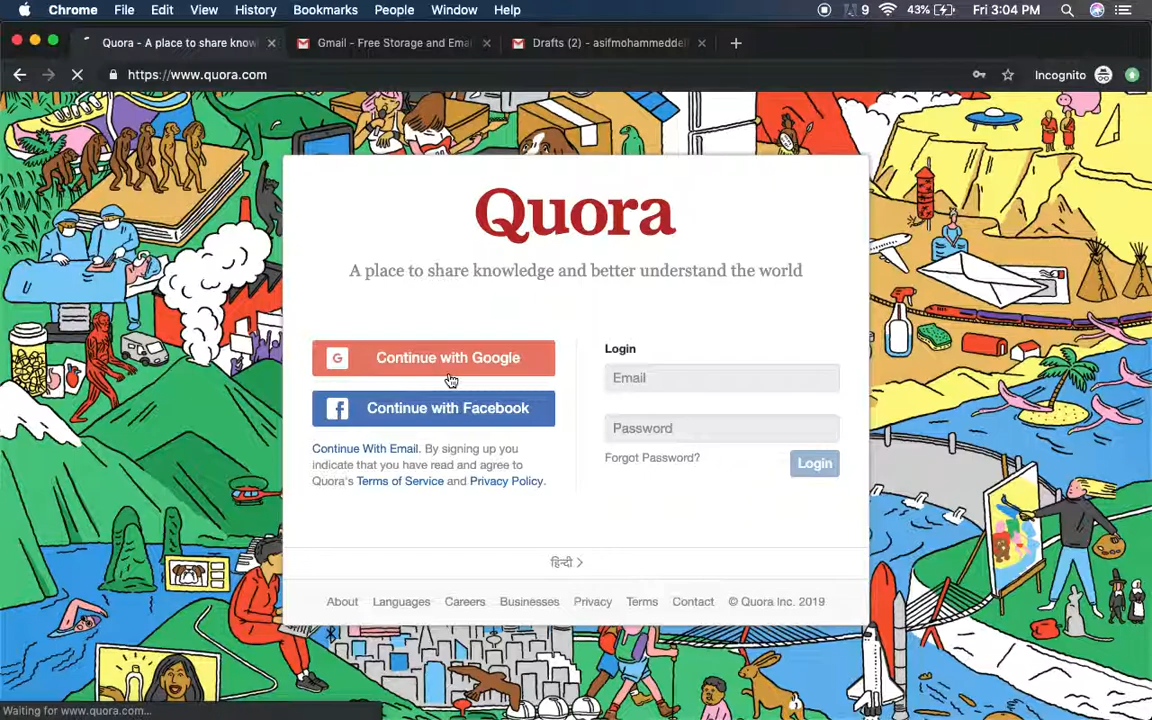 Chrome File Edit View History Bookmarks People Window Help 9 43% Fri 3:04 PM
Quora - A place to share know Gmail - Free Storage and Emai Drafts (2) - asifmohammeddel
https://www.quora.com Incognito
Quora
A place to share knowledge and better understand the world
Login
G Continue with Google
Email
f Continue with Facebook
Password
Continue With Email. By signing up you
indicate that you have read and agree to
Quora's Terms of Service and Privacy Policy.
Forgot Password?
Login
हिन्दी >
About Languages Careers Businesses Privacy Terms Contact © Quora Inc. 2019
Waiting for www.quora.com...